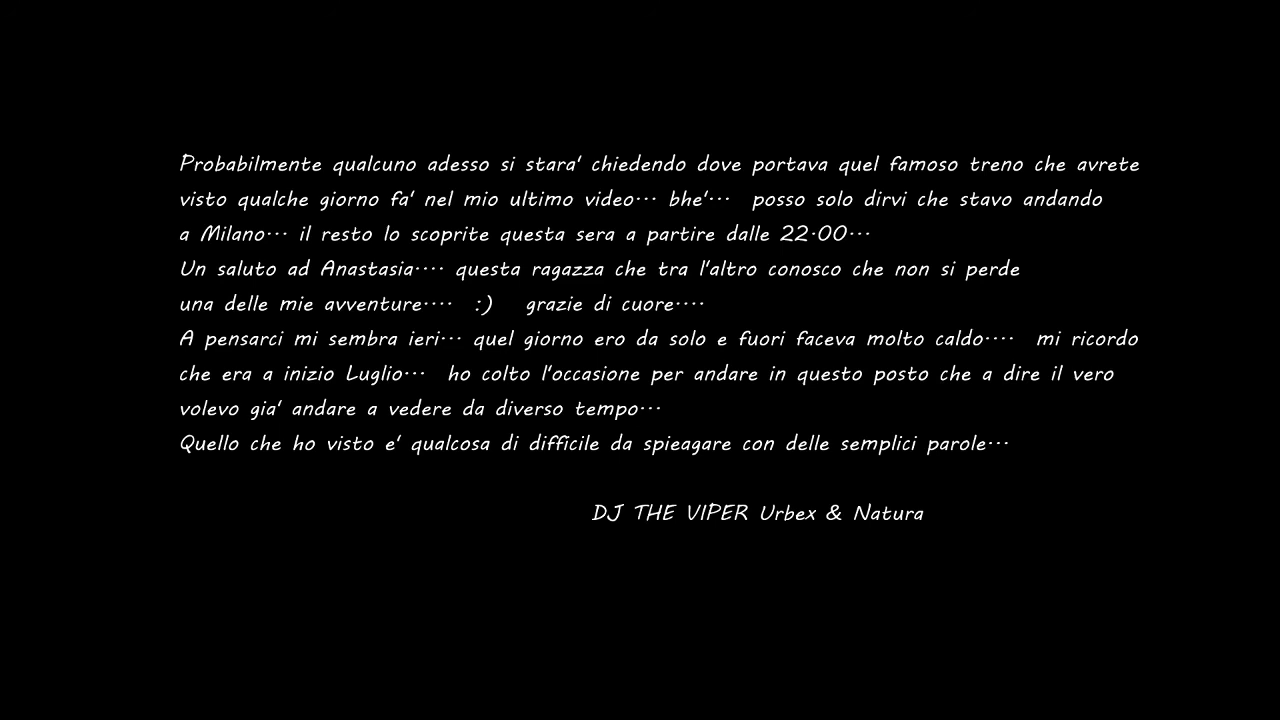 Probabilmente qualcuno adesso si stara' chiedendo dove portava quel famoso treno che avrete
visto qualche giorno fa' nel mio ultimo video... bhe'... posso solo dirvi che stavo andando
a Milano... il resto lo scoprite questa sera a partire dalle 22.00...
Un saluto ad Anastasia.... questa ragazza che tra l'altro conosco che non si perde
una delle mie avventure.... :) grazie di cuore....
A pensarci mi sembra ieri... quel giorno ero da solo e fuori faceva molto caldo.... mi ricordo
che era a inizio Luglio... ho colto l'occasione per andare in questo posto che a dire il vero
volevo gia' andare a vedere da diverso tempo...
Quello che ho visto e' qualcosa di difficile da spieagare con delle semplici parole...
DJ THE VIPER Urbex & Natura